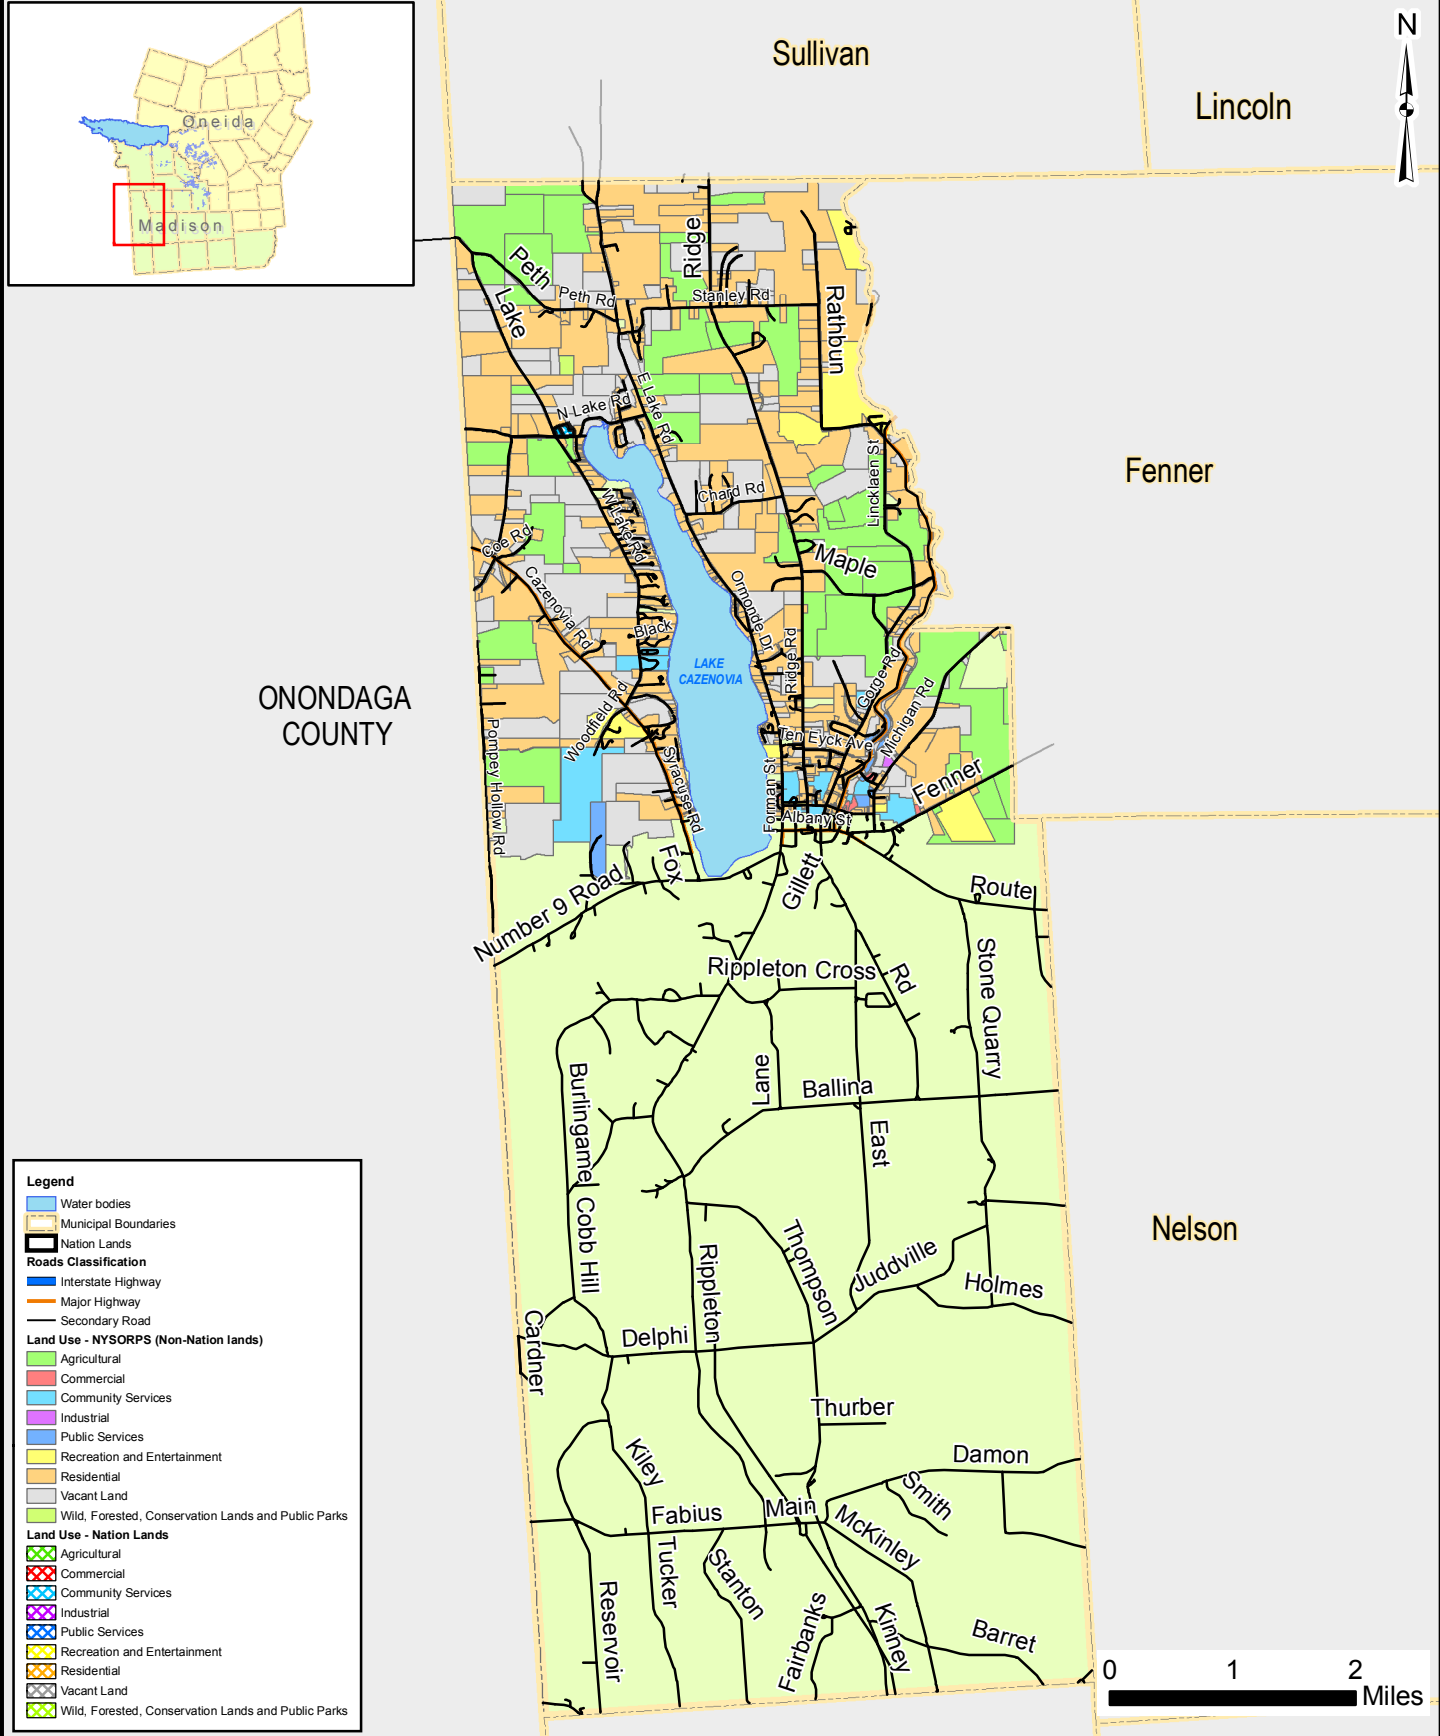 Oneida
Madison
Sullivan
Lincoln
N
Ridge
Peth
Peth Rd
Stanley Rd
Lake
Rathbun
E Lake Rd
N Lake Rd
Fenner
Lincklaen St
Chard Rd
W Lake Rd
Coe Rd
Maple
Cazenovia Rd
Ormonde Dr
Black
Ridge Rd
LAKE
CAZENOVIA
Gorge Rd
ONONDAGA
COUNTY
Woodfield Rd
Michigan Rd
Pompey Hollow Rd
Ten Eyck Ave
Syracuse Rd
Forman St
Fenner
Albany St
Fox
Gillett
Number 9 Road
Route
Rippleton Cross
Rd
Stone Quarry
Lane
Ballina
Burlingame
East
Cobb Hill
Nelson
Thompson
Rippleton
Juddville
Holmes
Cardner
Delphi
Thurber
Kiley
Damon
Smith
Fabius
Main
McKinley
Tucker
Stanton
Reservoir
Fairbanks
Kinney
Barret
0 1 2
Miles
Legend
Water bodies
Municipal Boundaries
Nation Lands
Roads Classification
Interstate Highway
Major Highway
Secondary Road
Land Use - NYSORPS (Non-Nation lands)
Agricultural
Commercial
Community Services
Industrial
Public Services
Recreation and Entertainment
Residential
Vacant Land
Wild, Forested, Conservation Lands and Public Parks
Land Use - Nation Lands
Agricultural
Commercial
Community Services
Industrial
Public Services
Recreation and Entertainment
Residential
Vacant Land
Wild, Forested, Conservation Lands and Public Parks